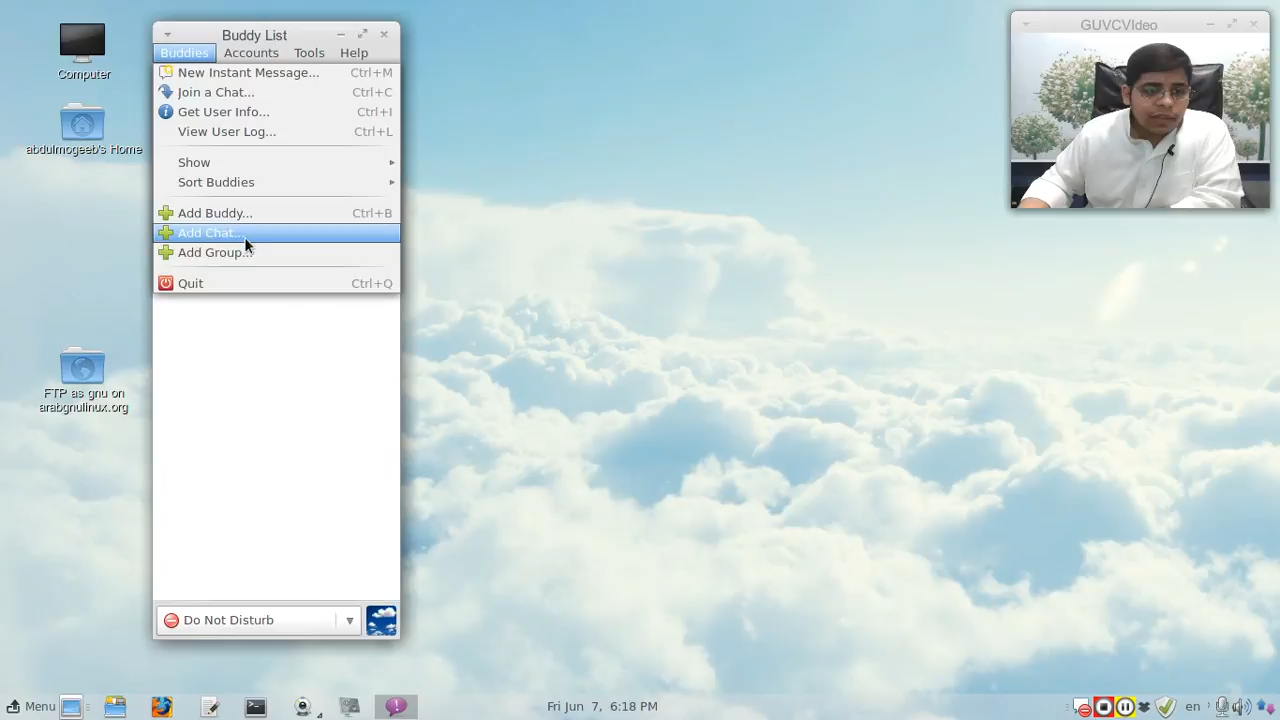 Computer
abdulmogeeb's Home
FTP as gnu on
arabgnulinux.org
Buddy List
Buddies Accounts Tools Help
New Instant Message... Ctrl+M
Join a Chat... Ctrl+C
Get User Info... Ctrl+I
View User Log... Ctrl+L
Show
Sort Buddies
Add Buddy... Ctrl+B
Add Chat...
Add Group...
Quit Ctrl+Q
Do Not Disturb
GUVCVIdeo
Menu
Fri Jun 7, 6:18 PM
en